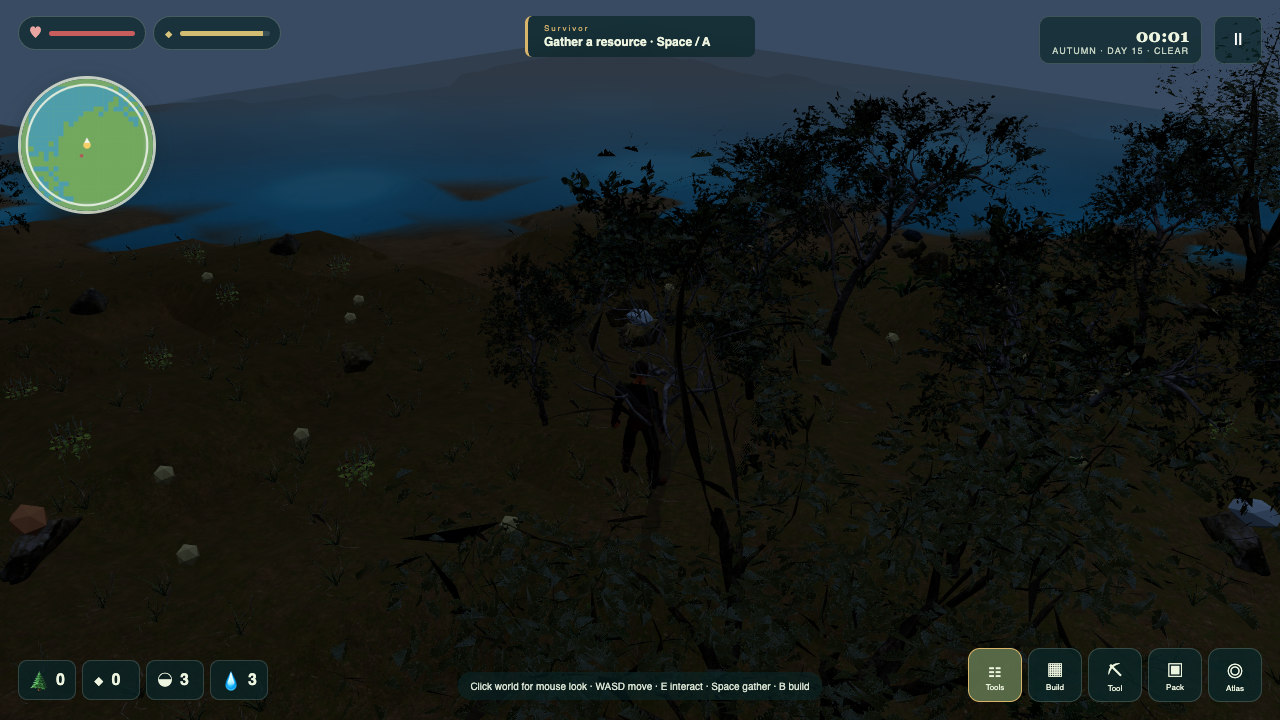 Survivor
Gather a resource · Space / A
00:01
AUTUMN · DAY 15 · CLEAR
0
0
3
3
Click world for mouse look · WASD move · E interact · Space gather · B build
Tools
Build
Tool
Pack
Atlas